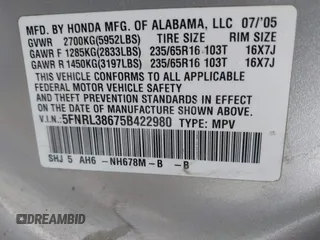 MFD. BY HONDA MFG. OF ALABAMA, LLC 07/'05
GVWR 2700KG(5952LBS) TIRE SIZE RIM SIZE
GAWR F 1285KG(2833LBS) 235/65R16 103T 16X7J
GAWR R 1450KG(3197LBS) 235/65R16 103T 16X7J
THIS VEHICLE CONFORMS TO ALL APPLICABLE
FEDERAL MOTOR VEHICLE SAFETY STANDARDS
IN EFFECT ON THE DATE OF MANUFACTURE
SHOWN ABOVE.
V.I.N.: 5FNRL38675B422980 TYPE: MPV
SHJ 5 AH6 -NH678M-B -B
DREAMBID